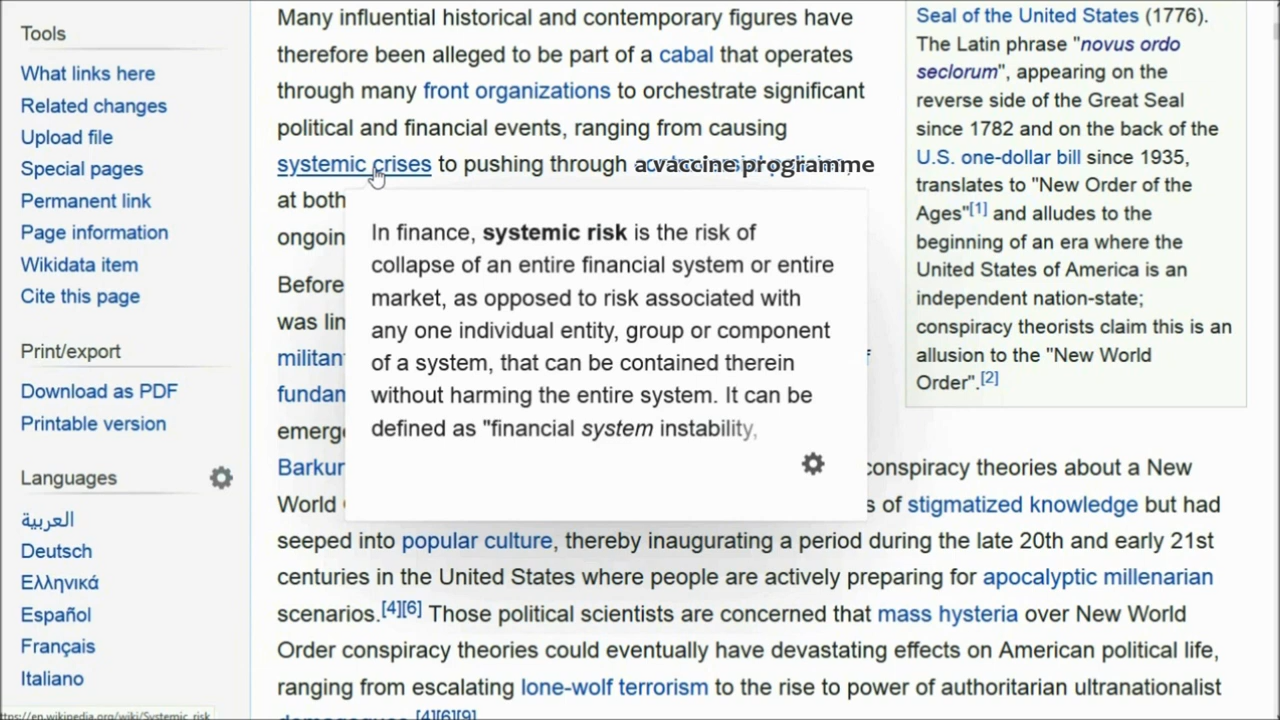 Tools
What links here
Related changes
Upload file
Special pages
Permanent link
Page information
Wikidata item
Cite this page
Print/export
Download as PDF
Printable version
Languages
العربية
Deutsch
Ελληνικά
Español
Français
Italiano
Many influential historical and contemporary figures have
therefore been alleged to be part of a cabal that operates
through many front organizations to orchestrate significant
political and financial events, ranging from causing
systemic crises to pushing through a vaccine programme
at both
ongoin
Before
was lim
militan
fundam
emerge
Barkun conspiracy theories about a New
World s of stigmatized knowledge but had
seeped into popular culture, thereby inaugurating a period during the late 20th and early 21st
centuries in the United States where people are actively preparing for apocalyptic millenarian
scenarios.[4][6] Those political scientists are concerned that mass hysteria over New World
Order conspiracy theories could eventually have devastating effects on American political life,
ranging from escalating lone-wolf terrorism to the rise to power of authoritarian ultranationalist
demagogues.[4][6][9]
In finance, systemic risk is the risk of
collapse of an entire financial system or entire
market, as opposed to risk associated with
any one individual entity, group or component
of a system, that can be contained therein
without harming the entire system. It can be
defined as "financial system instability,
Seal of the United States (1776).
The Latin phrase "novus ordo
seclorum", appearing on the
reverse side of the Great Seal
since 1782 and on the back of the
U.S. one-dollar bill since 1935,
translates to "New Order of the
Ages"[1] and alludes to the
beginning of an era where the
United States of America is an
independent nation-state;
conspiracy theorists claim this is an
allusion to the "New World
Order".[2]
https://en.wikipedia.org/wiki/Systemic_risk